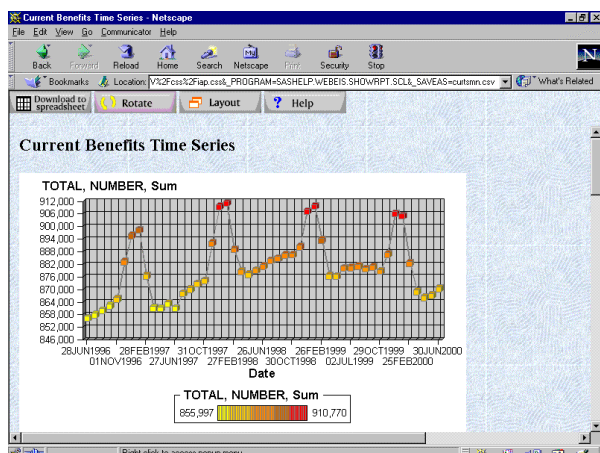 Current Benefits Time Series - Netscape
File Edit View Go Communicator Help
Back Forward Reload Home Search Netscape Print Security Stop
Bookmarks Location: V%2Fcss%2Fiap.css&_PROGRAM=SASHELP.WEBEIS.SHOWRPT.SCL&_SAVEAS=curtsmn.csv What's Related
Download to spreadsheet Rotate Layout ? Help
Current Benefits Time Series
TOTAL, NUMBER, Sum
912,000
906,000
900,000
894,000
888,000
882,000
876,000
870,000
864,000
858,000
852,000
846,000
28JUN1996 28FEB1997 31OCT1997 26JUN1998 26FEB1999 29OCT1999 30JUN2000
01NOV1996 27JUN1997 27FEB1998 30OCT1998 02JUL1999 25FEB2000
Date
TOTAL, NUMBER, Sum
855,997 910,770
Right click to access popup menu